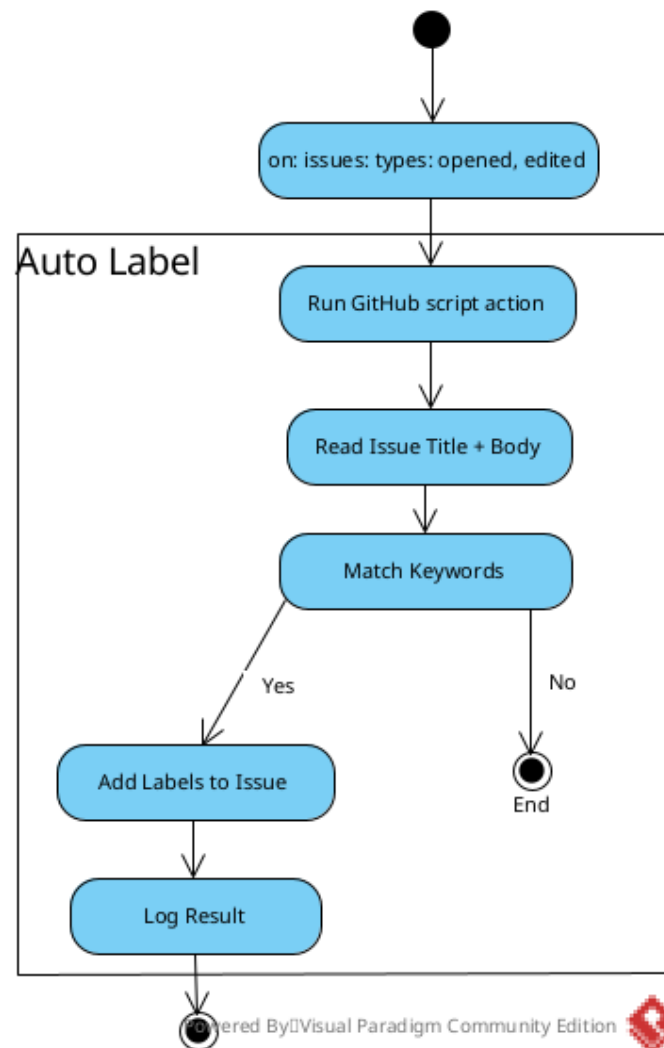 on: issues: types: opened, edited
Auto Label
Run GitHub script action
Read Issue Title + Body
Match Keywords
Yes
No
Add Labels to Issue
End
Log Result
Powered By Visual Paradigm Community Edition